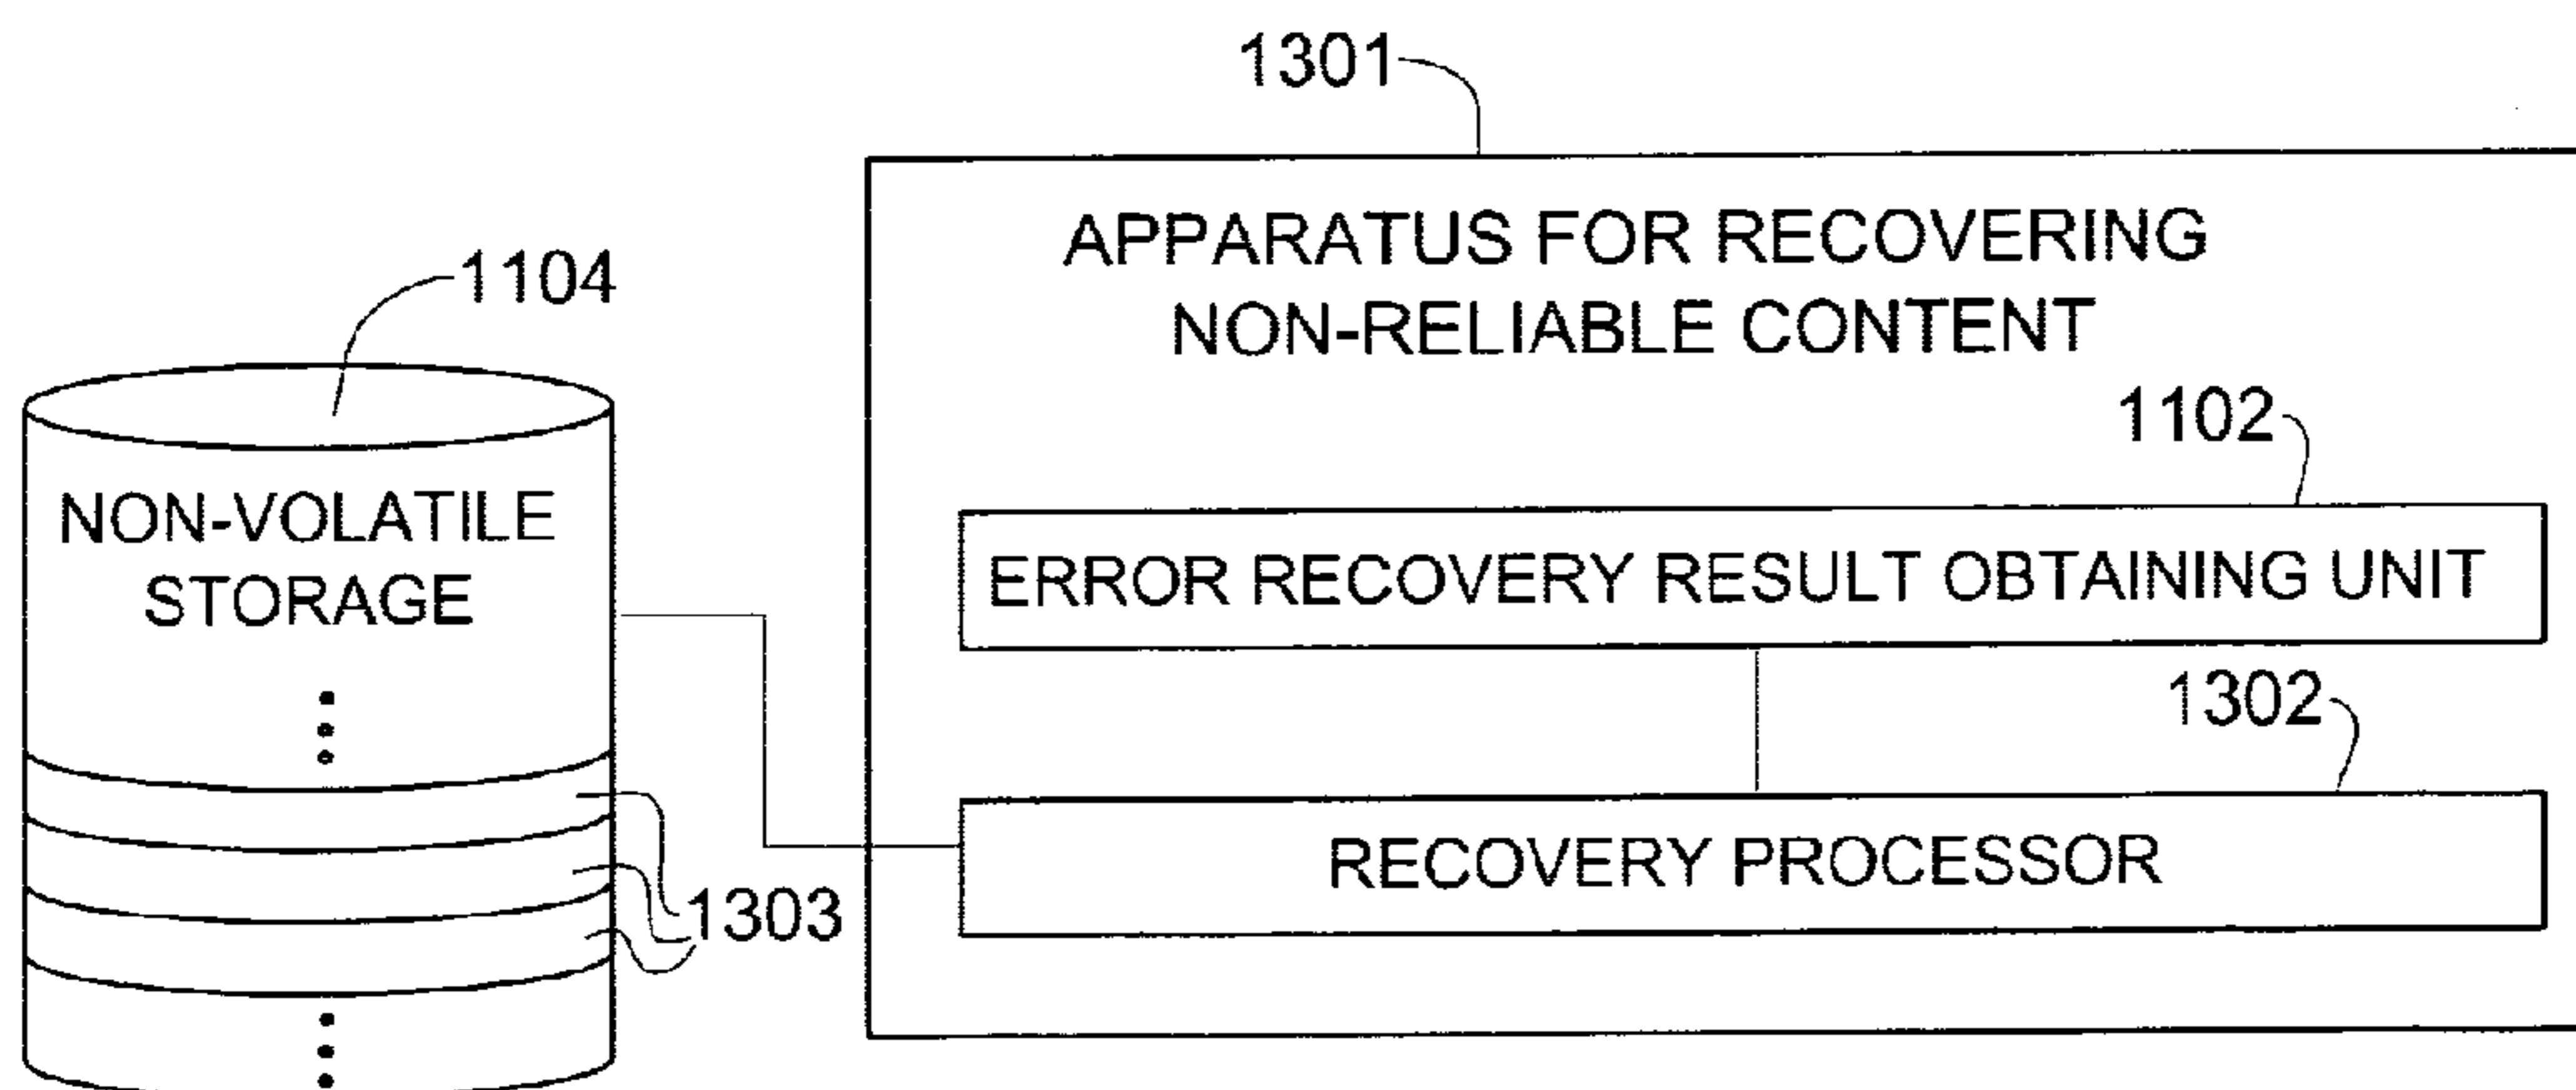 1301
APPARATUS FOR RECOVERING
NON-RELIABLE CONTENT
1104
1102
NON-VOLATILE
STORAGE
ERROR RECOVERY RESULT OBTAINING UNIT
1302
RECOVERY PROCESSOR
1303